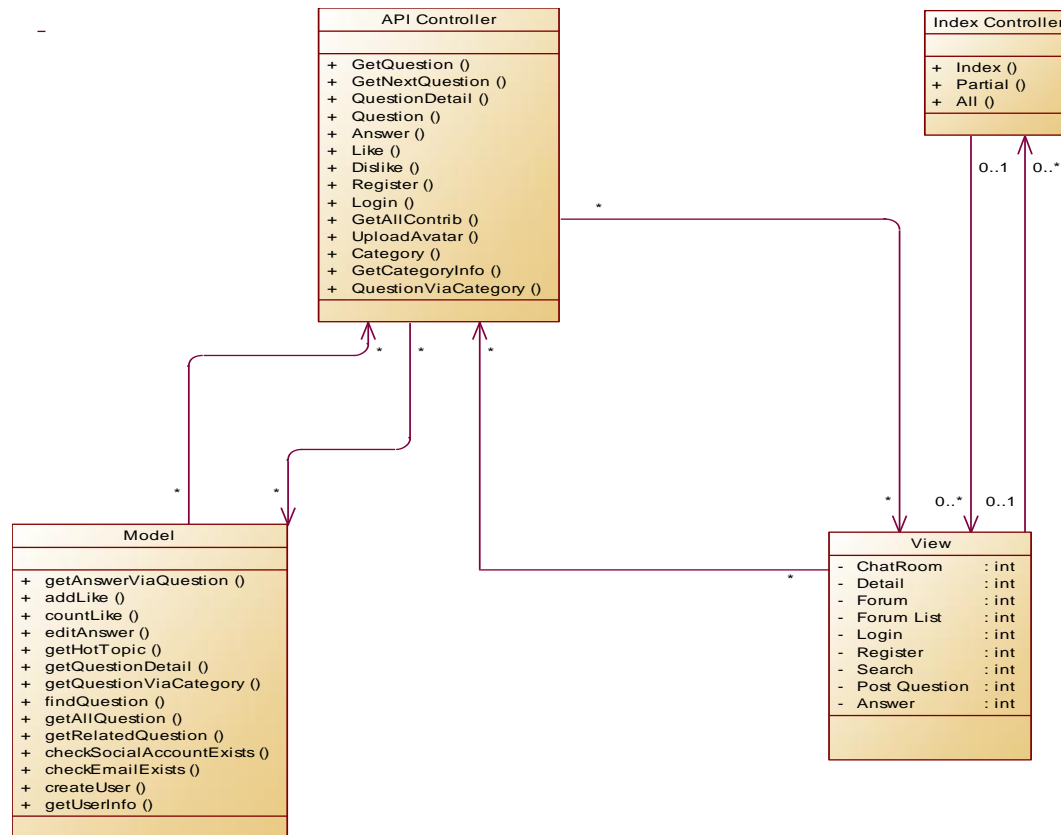 API Controller
+ GetQuestion ()
+ GetNextQuestion ()
+ QuestionDetail ()
+ Question ()
+ Answer ()
+ Like ()
+ Dislike ()
+ Register ()
+ Login ()
+ GetAllContrib ()
+ UploadAvatar ()
+ Category ()
+ GetCategoryInfo ()
+ QuestionViaCategory ()
Index Controller
+ Index ()
+ Partial ()
+ All ()
0..1
0..*
*
*
*
*
*
*
*
*
0..*
0..1
Model
+ getAnswerViaQuestion ()
+ addLike ()
+ countLike ()
+ editAnswer ()
+ getHotTopic ()
+ getQuestionDetail ()
+ getQuestionViaCategory ()
+ findQuestion ()
+ getAllQuestion ()
+ getRelatedQuestion ()
+ checkSocialAccountExists ()
+ checkEmailExists ()
+ createUser ()
+ getUserInfo ()
View
- ChatRoom : int
- Detail : int
- Forum : int
- Forum List : int
- Login : int
- Register : int
- Search : int
- Post Question : int
- Answer : int